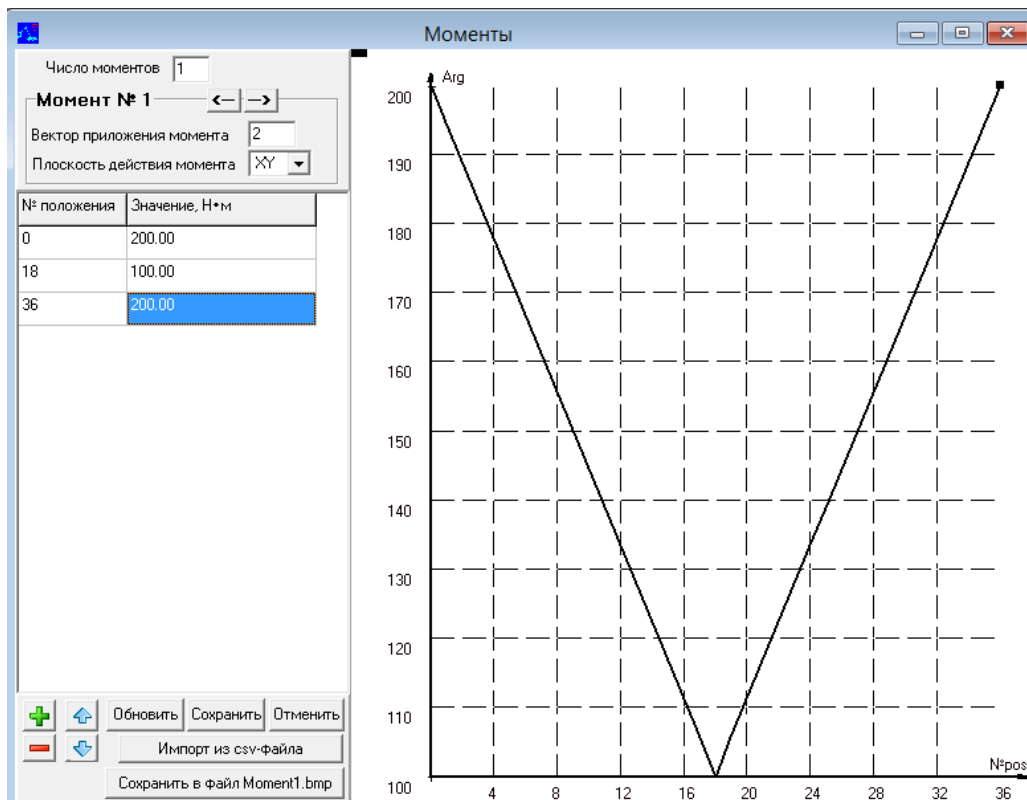 Моменты
Число моментов 1
Момент № 1 <— —>
Вектор приложения момента 2
Плоскость действия момента XY
№ положения Значение, Н•м
0 200.00
18 100.00
36 200.00
Обновить Сохранить Отменить
Импорт из csv-файла
Сохранить в файл Moment1.bmp
Arg
200
190
180
170
160
150
140
130
120
110
100
N²pos
4 8 12 16 20 24 28 32 36